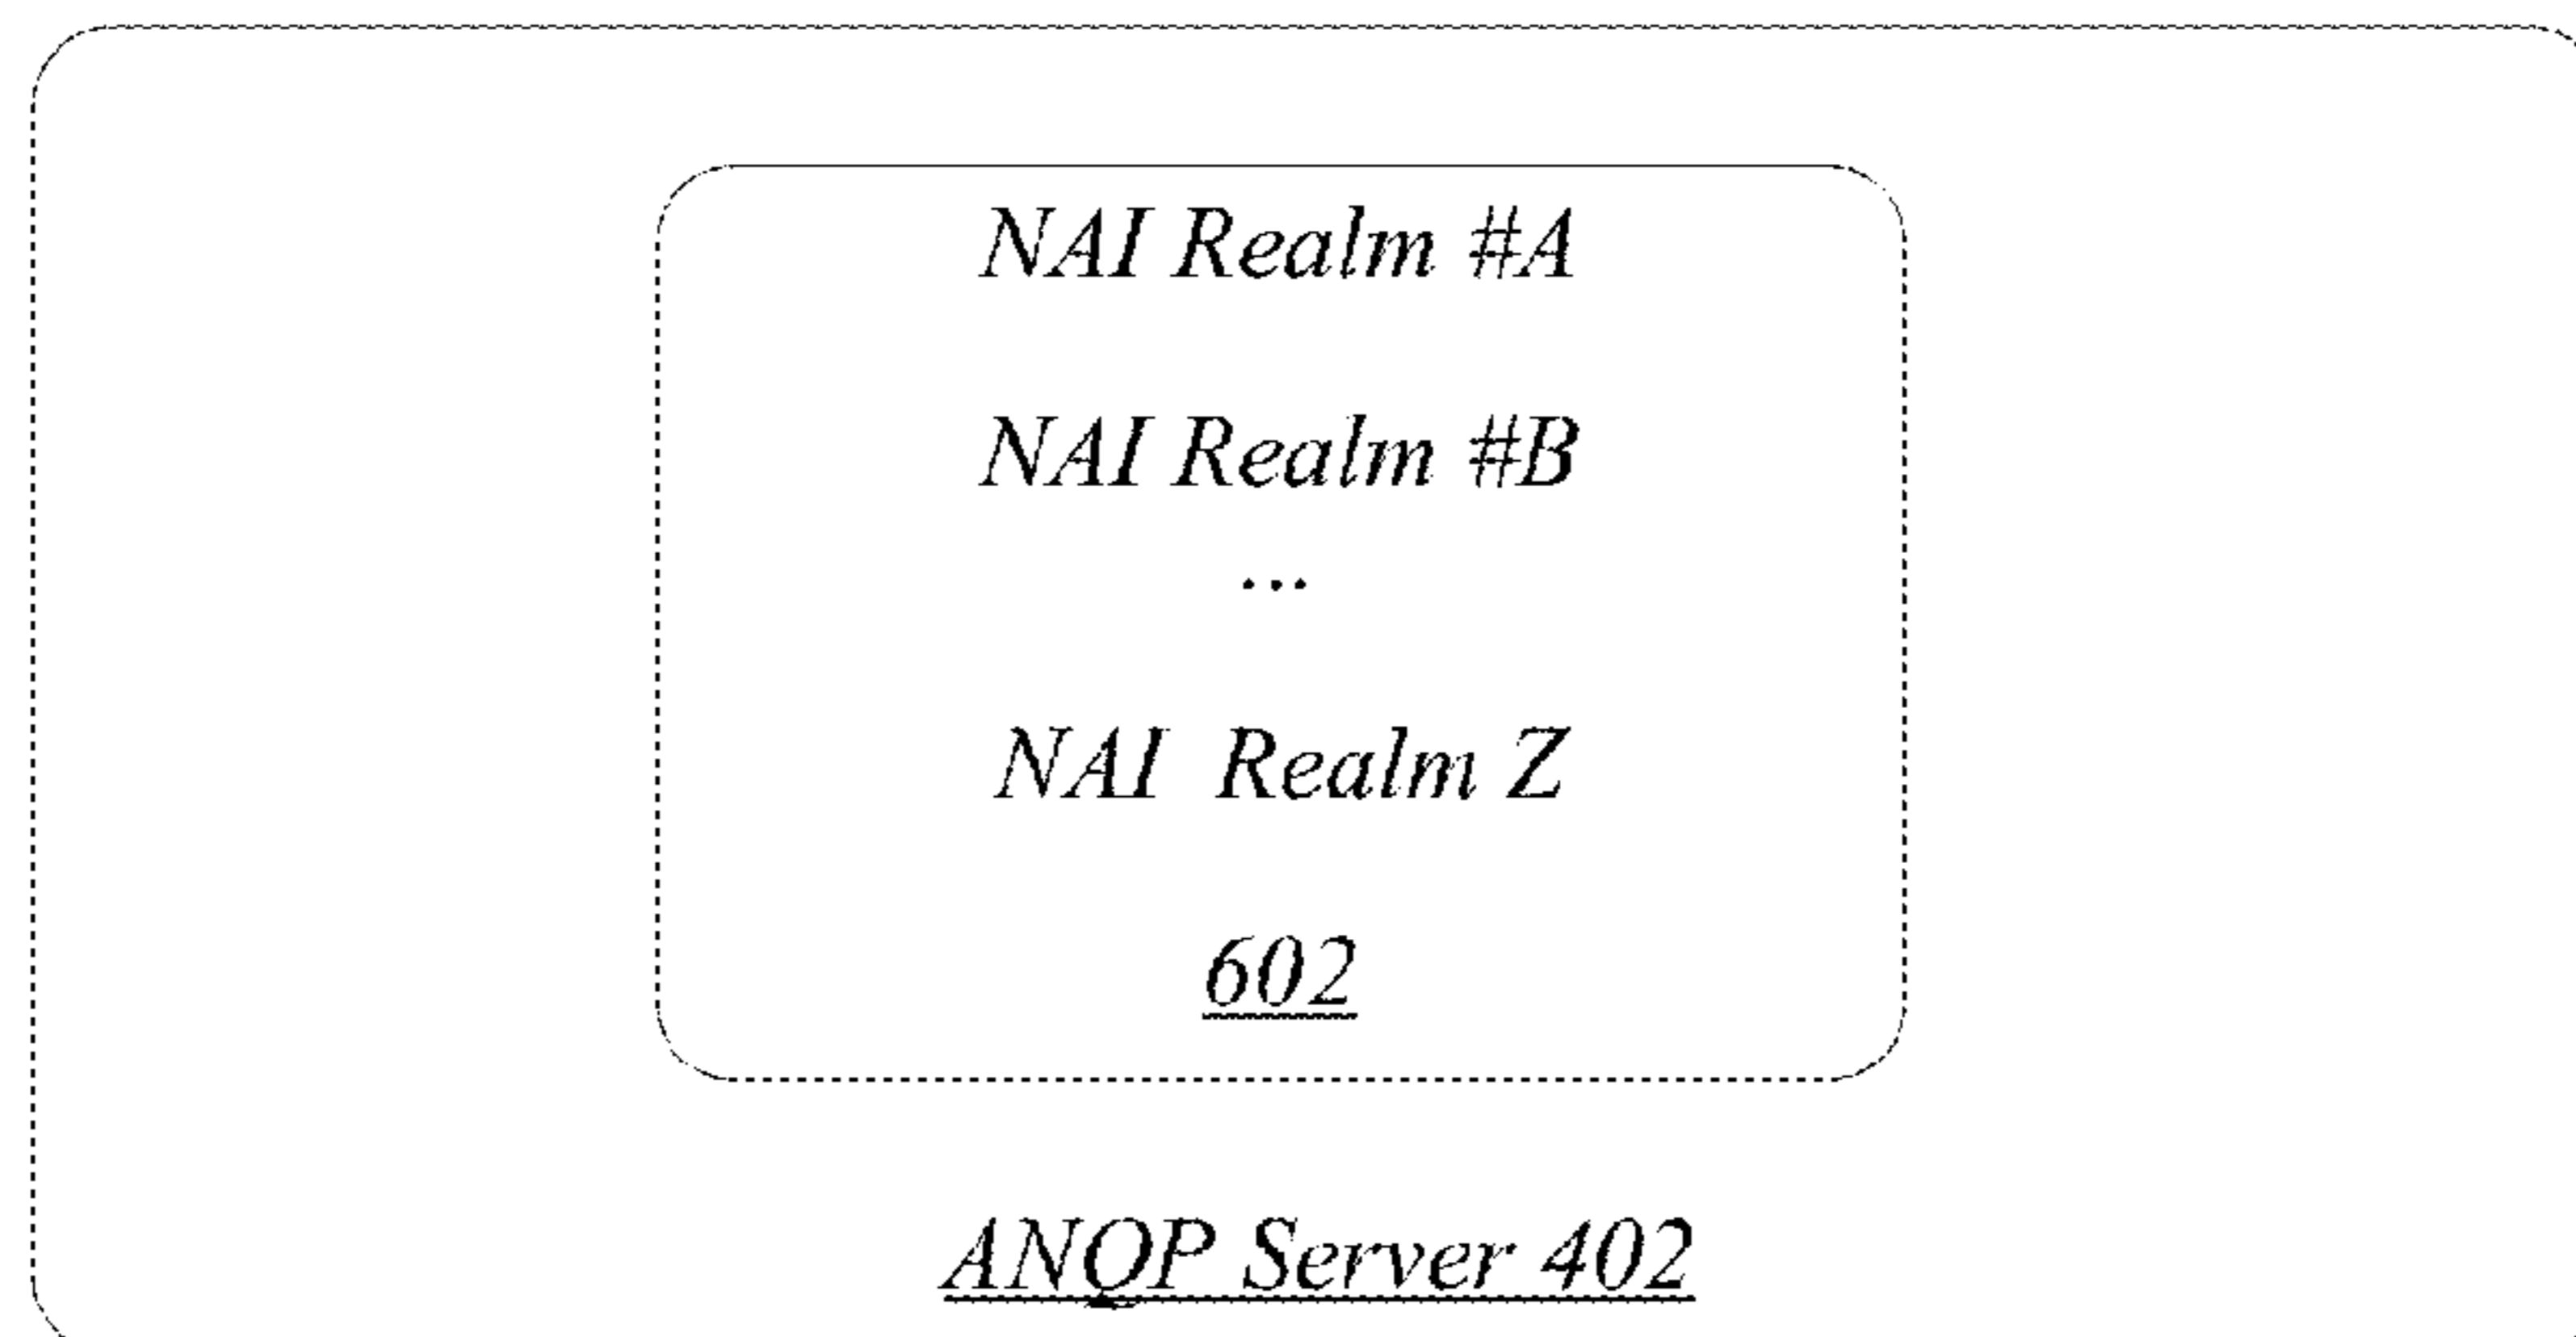 NAI Realm #A
NAI Realm #B
...
NAI Realm Z
602
ANQP Server 402